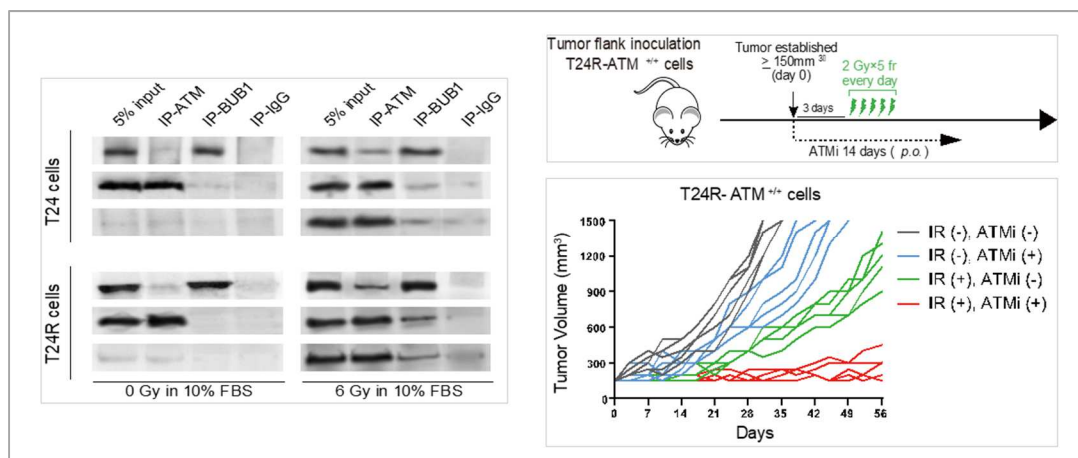 5% input
IP-ATM
IP-BUB1
IP-IgG
5% input
IP-ATM
IP-BUB1
IP-IgG
T24 cells
T24R cells
0 Gy in 10% FBS
6 Gy in 10% FBS
Tumor flank inoculation
T24R-ATM +/+ cells
Tumor established
≥ 150mm 3)
(day 0)
3 days
2 Gy×5 fr
every day
ATMi 14 days ( p.o. )
T24R- ATM +/+ cells
Tumor Volume (mm³)
1500
1200
900
600
300
0
0 7 14 21 28 35 42 49 56
Days
IR (-), ATMi (-)
IR (-), ATMi (+)
IR (+), ATMi (-)
IR (+), ATMi (+)